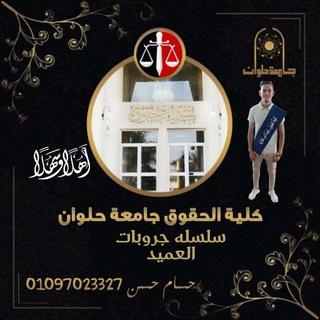 جامعة حلوان
أهلا وسهلا
كلية الحقوق جامعة حلوان
سلسله جروبات
العميد
حسام حسن 01097023327